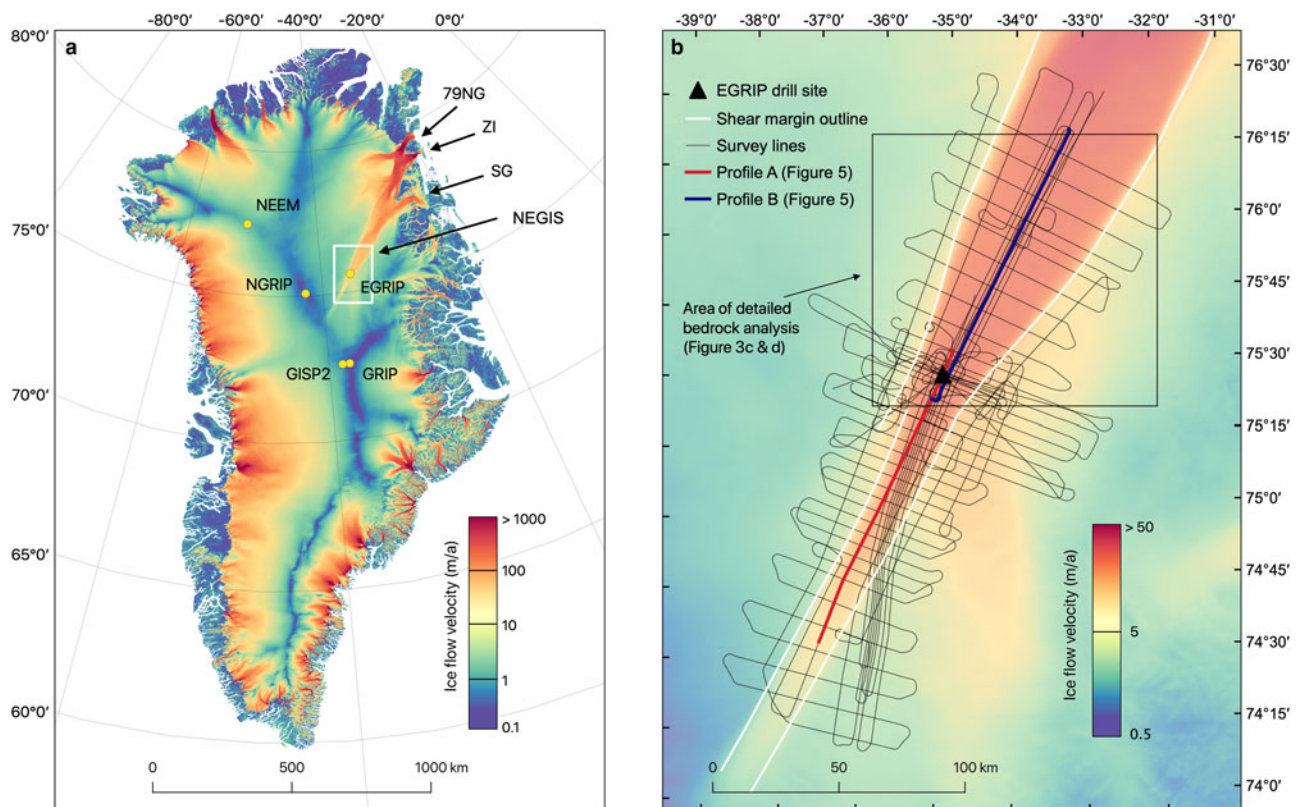 -80°0′ -60°0′ -40°0′ -20°0′ 0°0′
80°0′
75°0′
70°0′
65°0′
60°0′
a
79NG
ZI
SG
NEGIS
NEEM
NGRIP
EGRIP
GISP2
GRIP
Ice flow velocity (m/a)
> 1000
100
10
1
0.1
0 500 1000 km
-39°0′ -38°0′ -37°0′ -36°0′ -35°0′ -34°0′ -33°0′ -32°0′ -31°0′
b
EGRIP drill site
Shear margin outline
Survey lines
Profile A (Figure 5)
Profile B (Figure 5)
Area of detailed
bedrock analysis
(Figure 3c & d)
Ice flow velocity (m/a)
> 50
5
0.5
0 50 100 km
76°30′
76°15′
76°0′
75°45′
75°30′
75°15′
75°0′
74°45′
74°30′
74°15′
74°0′